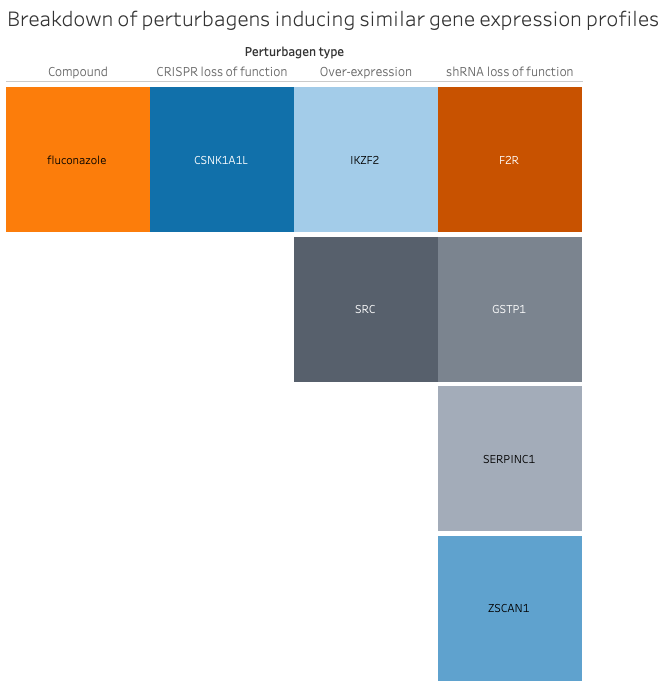 Breakdown of perturbagens inducing similar gene expression profiles
Perturbagen type
Compound CRISPR loss of function Over-expression shRNA loss of function
fluconazole CSNK1A1L IKZF2 F2R
SRC GSTP1
SERPINC1
ZSCAN1